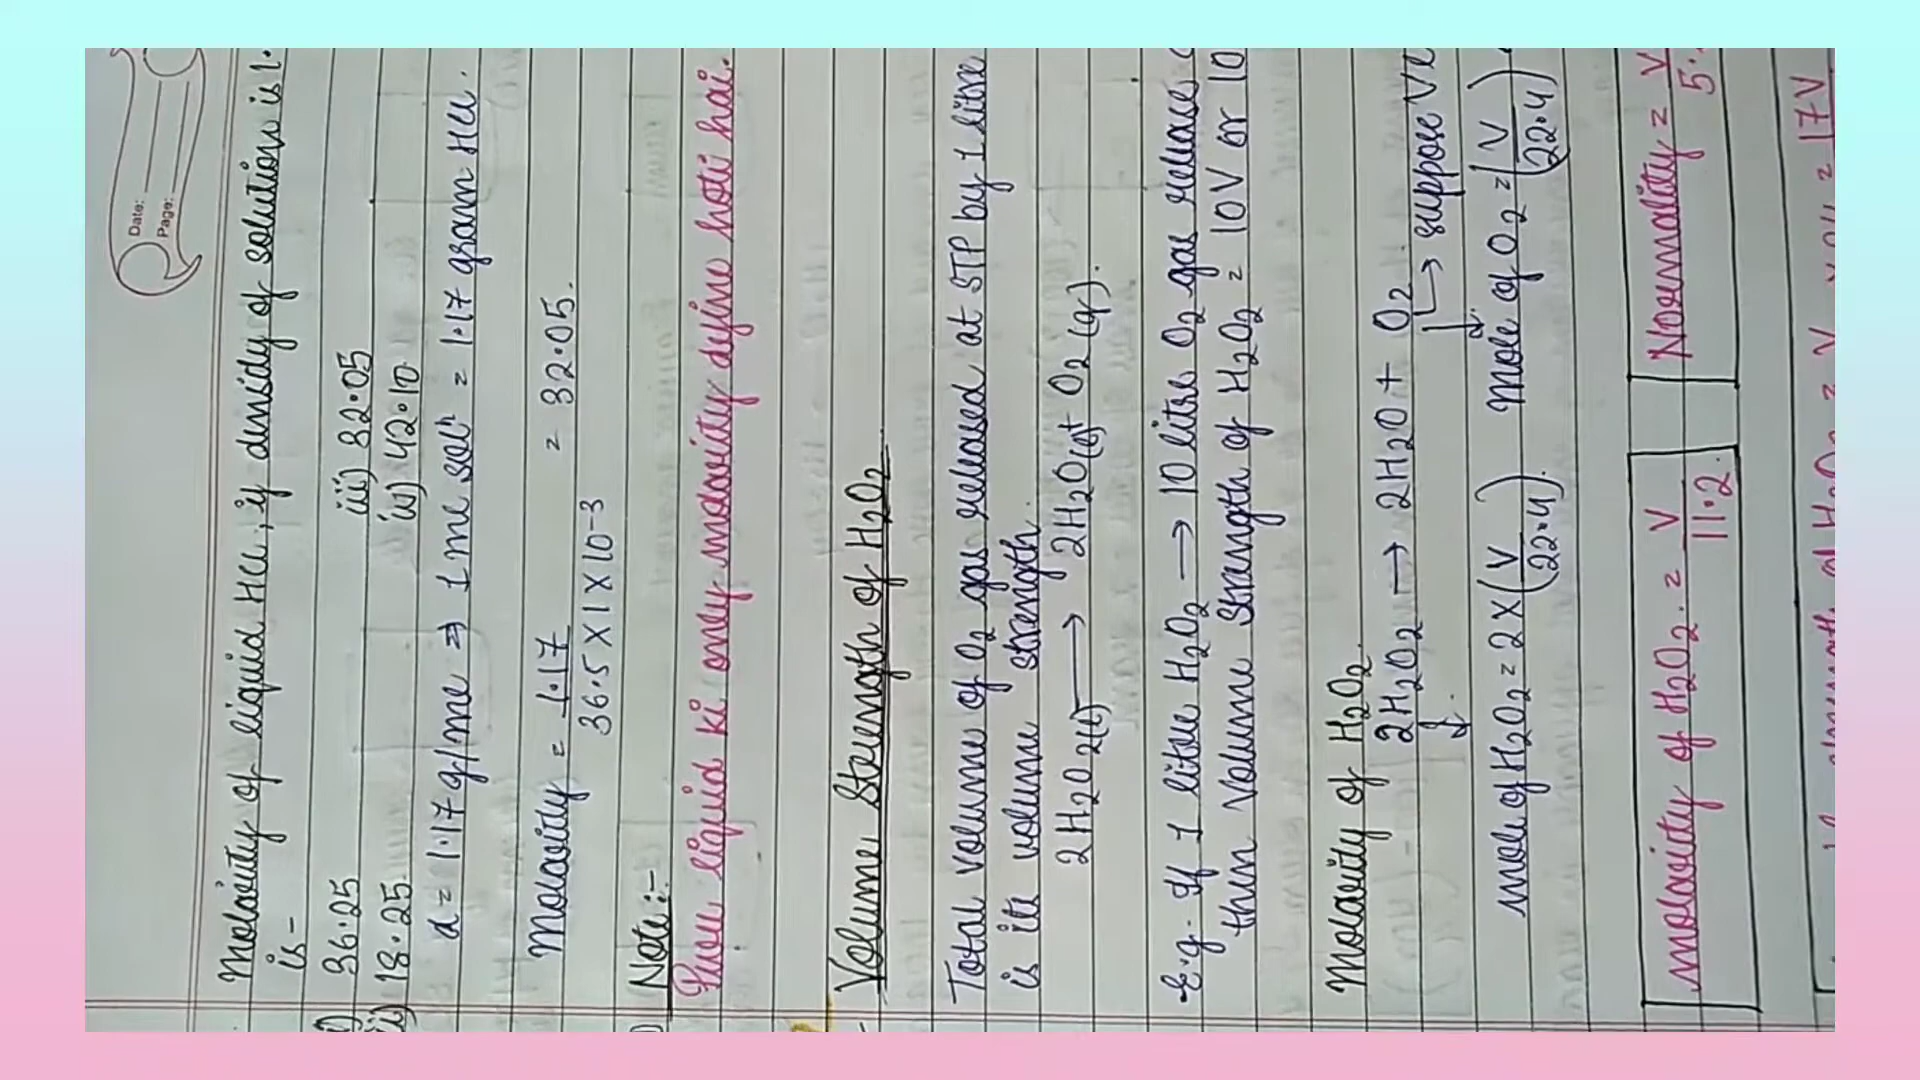 Date:
Page:
Molarity of liquid HCl, if density of solution is 1.
is-
36.25 iii) 32.05
ii) 18.25 iv) 42.10
d = 1.17 g/ml ⇒ 1 ml solⁿ = 1.17 gram HCl.
Molarity = 1.17 / 36.5 X 1 X 10⁻³ = 32.05.
Note:-
Pure liquid ki only molarity define hoti hai.
Volume Strength of H₂O₂
Total volume of O₂ gas released at STP by 1 litre
is its volume strength.
2H₂O₂(l) → 2H₂O(l) + O₂(g).
E.g. If 1 litre H₂O₂ → 10 litre O₂ gas release
then volume strength of H₂O₂ = 10V or 10
Molarity of H₂O₂.
2H₂O₂ → 2H₂O + O₂
↓ ↓ → suppose V l
mole of H₂O₂ = 2 X (V/22.4). mole of O₂ = (V/22.4)
Molarity of H₂O₂. = V/11.2. Normality = V/5.
= 17V